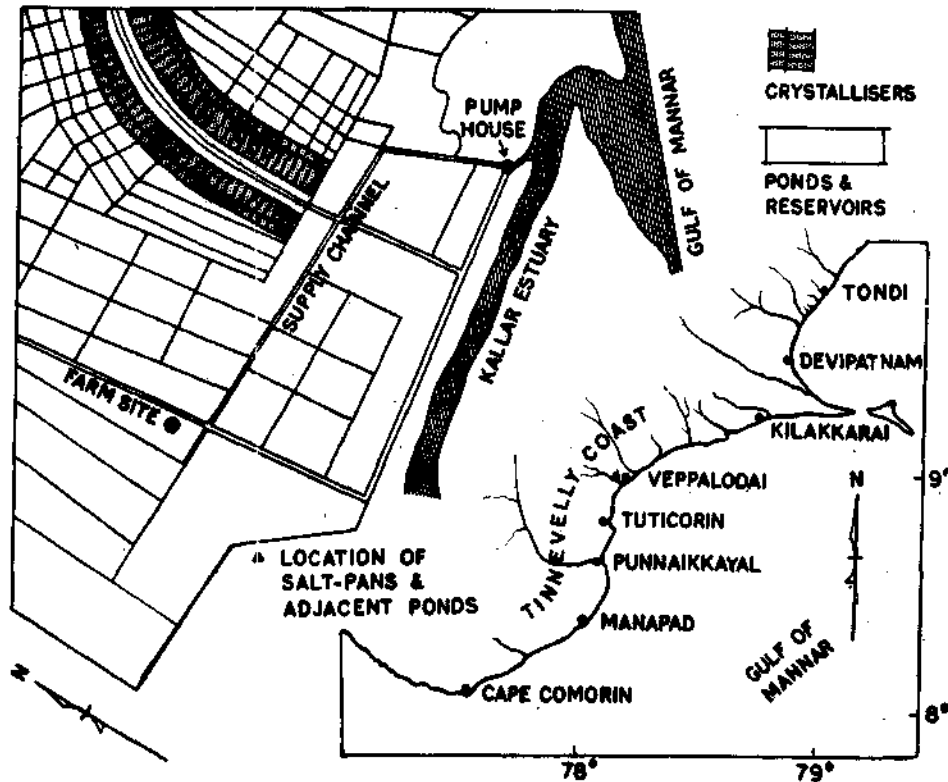 CRYSTALLISERS
PONDS &
RESERVOIRS
PUMP
HOUSE
GULF OF MANNAR
SUPPLY CHANNEL
KALLAR ESTUARY
FARM SITE
TONDI
DEVIPATNAM
KILAKKARAI
N
VEPPALODAI
9°
TINNEVELLY COAST
TUTICORIN
PUNNAIKKAYAL
LOCATION OF
SALT-PANS &
ADJACENT PONDS
MANAPAD
GULF OF
MANNAR
N
CAPE COMORIN
8°
78°
79°